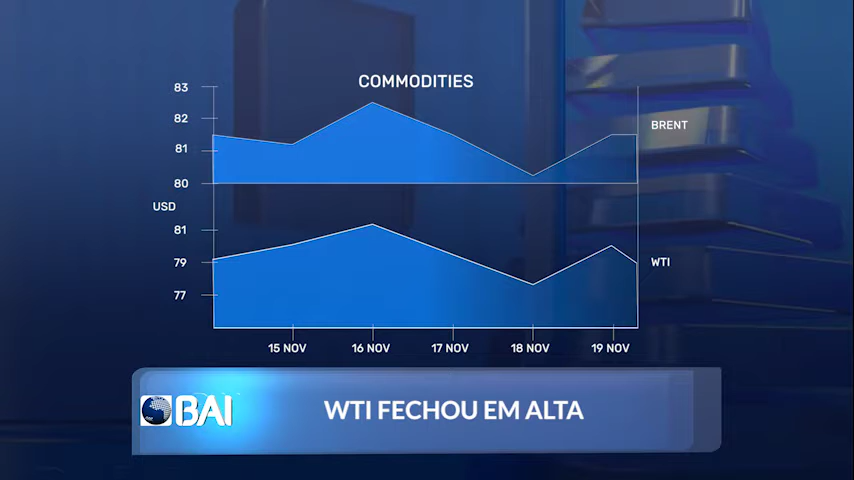 COMMODITIES
83
82
81
80
BRENT
USD
81
79
77
WTI
15 NOV
16 NOV
17 NOV
18 NOV
19 NOV
BAI
WTI FECHOU EM ALTA